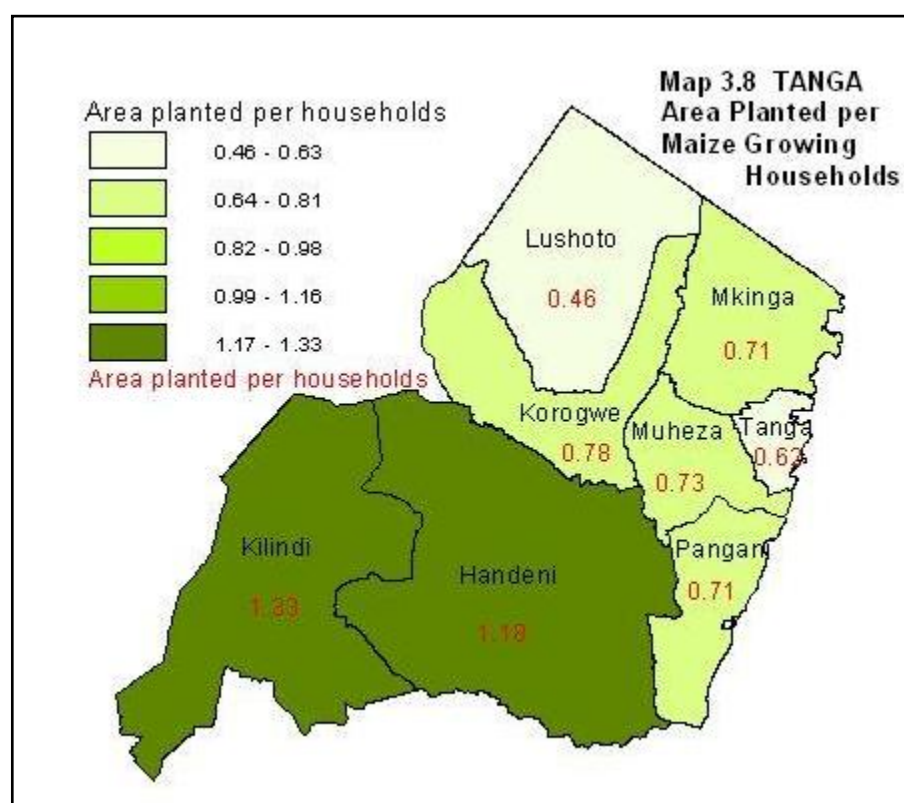 Map 3.8 TANGA
Area Planted per
Maize Growing
Households
Area planted per households
0.46 - 0.63
0.64 - 0.81
0.82 - 0.98
0.99 - 1.16
1.17 - 1.33
Area planted per households
Lushoto
0.46
Mkinga
0.71
Korogwe
0.78
Muheza
0.73
Tanga
0.63
Kilindi
1.33
Handeni
1.18
Pangani
0.71